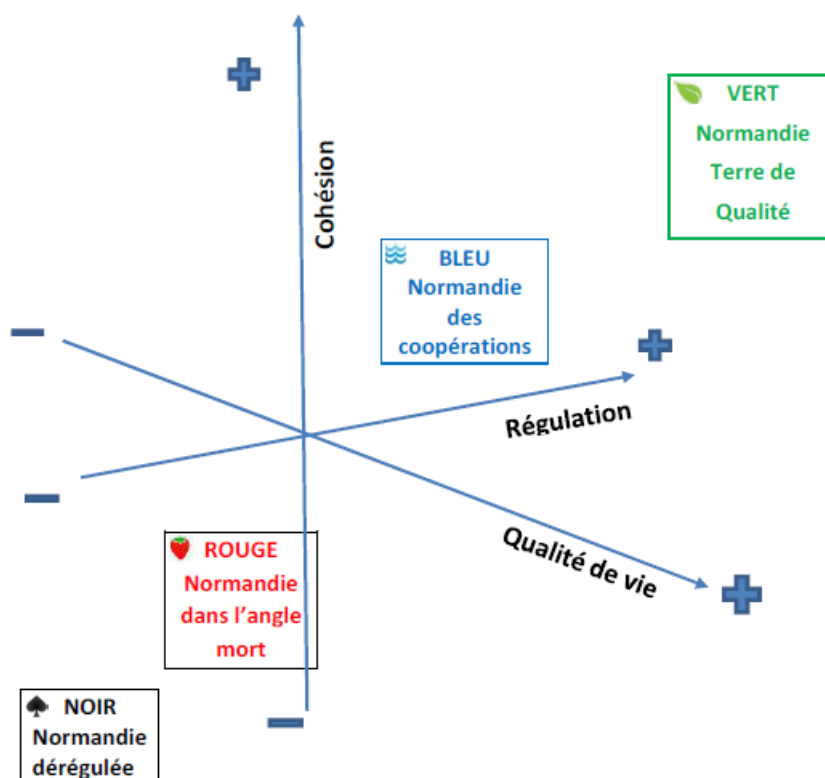 VERT
Normandie
Terre de
Qualité
Cohésion
BLEU
Normandie
des
coopérations
Régulation
Qualité de vie
ROUGE
Normandie
dans l'angle
mort
NOIR
Normandie
dérégulée